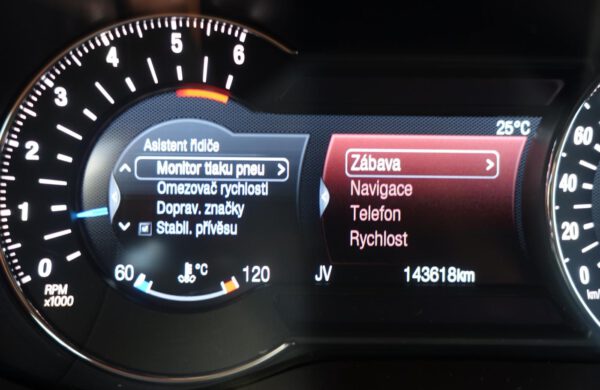 5
6
4
3
2
1
0
RPM
x1000
Asistent řidiče
Monitor tlaku pneu
Omezovač rychlosti
Doprav. značky
Stabil. přívěsu
60 °C 120
25°C
Zábava
Navigace
Telefon
Rychlost
JV 143618km
60
40
20
0
km/